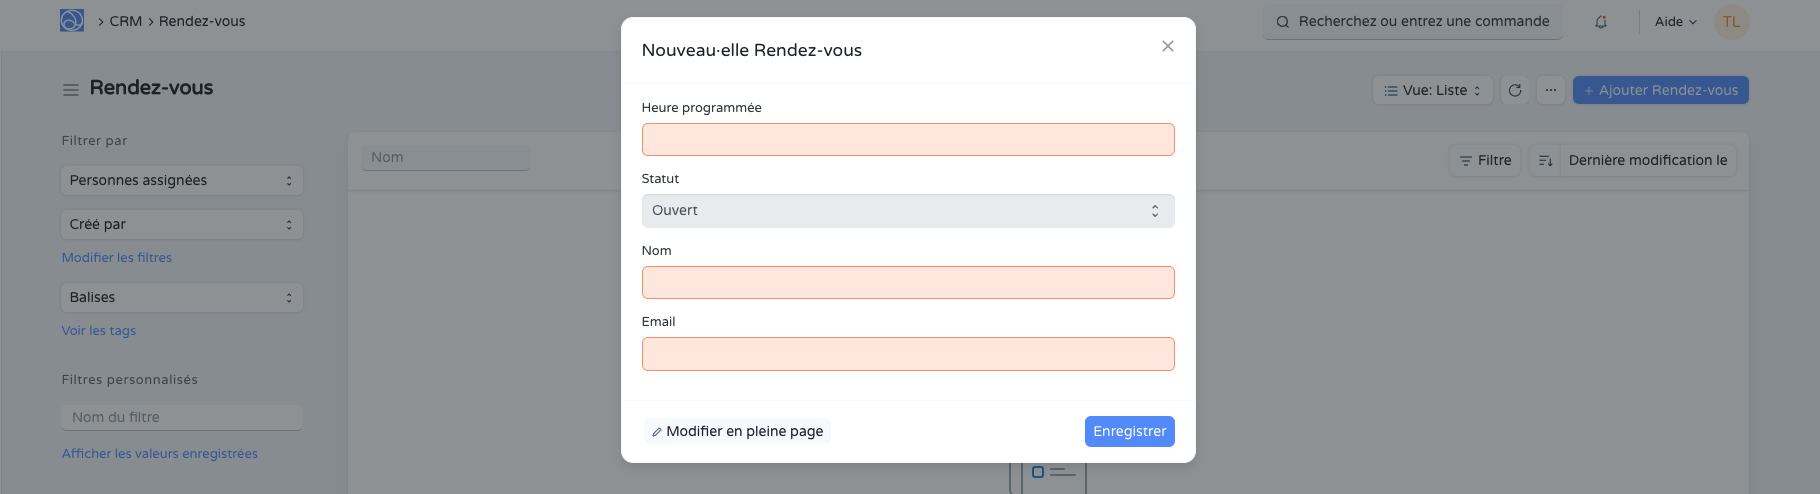 CRM
Rendez-vous
Recherchez ou entrez une commande
Aide
TL
Rendez-vous
Vue: Liste
+ Ajouter Rendez-vous
Filtrer par
Personnes assignées
Créé par
Modifier les filtres
Balises
Voir les tags
Filtres personnalisés
Nom du filtre
Afficher les valeurs enregistrées
Nom
Filtre
Dernière modification le
Nouveau·elle Rendez-vous
Heure programmée
Statut
Ouvert
Nom
Email
Modifier en pleine page
Enregistrer